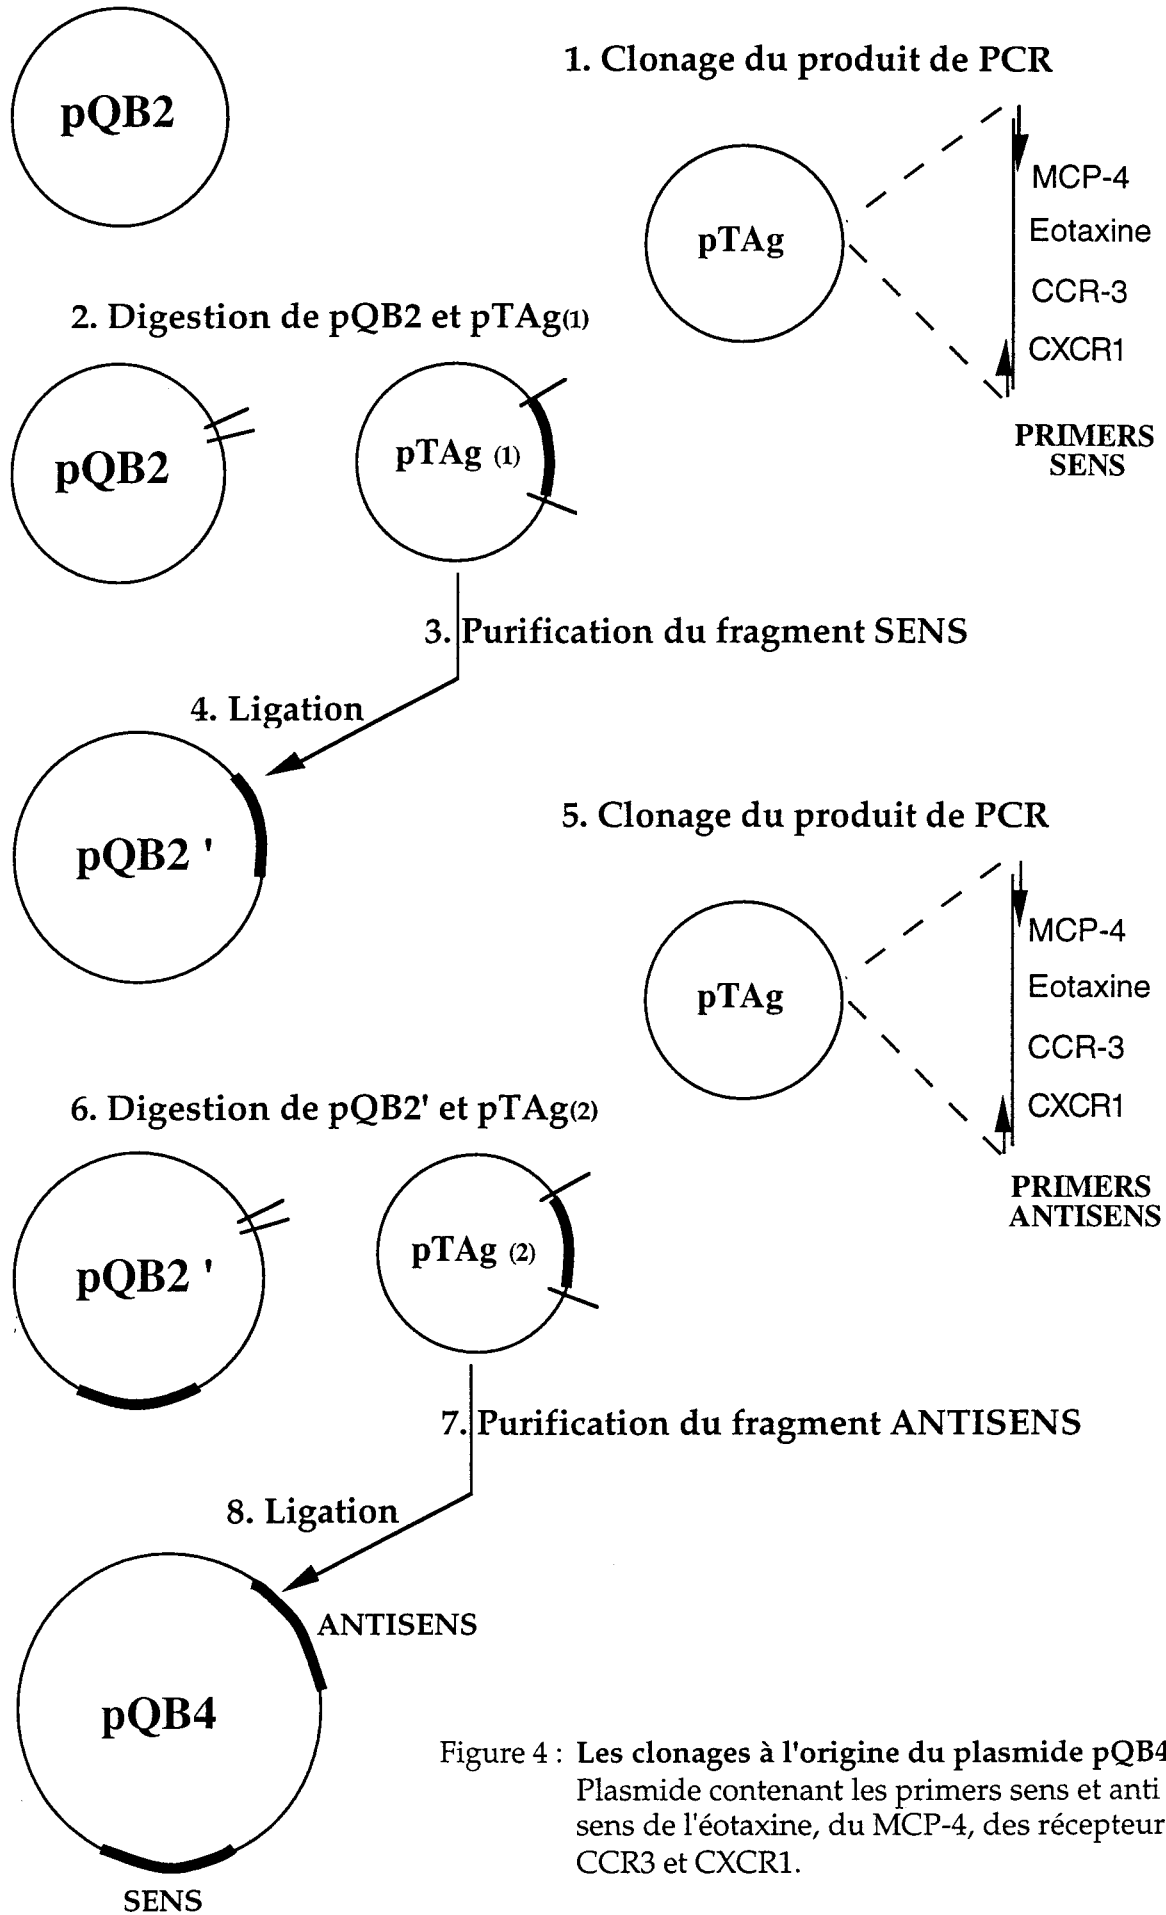 pQB2
1. Clonage du produit de PCR
pTAg
MCP-4
Eotaxine
CCR-3
CXCR1
PRIMERS
SENS
2. Digestion de pQB2 et pTAg(1)
pQB2
pTAg (1)
3. Purification du fragment SENS
4. Ligation
pQB2 '
5. Clonage du produit de PCR
pTAg
MCP-4
Eotaxine
CCR-3
CXCR1
PRIMERS
ANTISENS
6. Digestion de pQB2' et pTAg(2)
pQB2 '
pTAg (2)
7. Purification du fragment ANTISENS
8. Ligation
ANTISENS
pQB4
SENS
Figure 4 : Les clonages à l'origine du plasmide pQB4
Plasmide contenant les primers sens et anti
sens de l'éotaxine, du MCP-4, des récepteur
CCR3 et CXCR1.